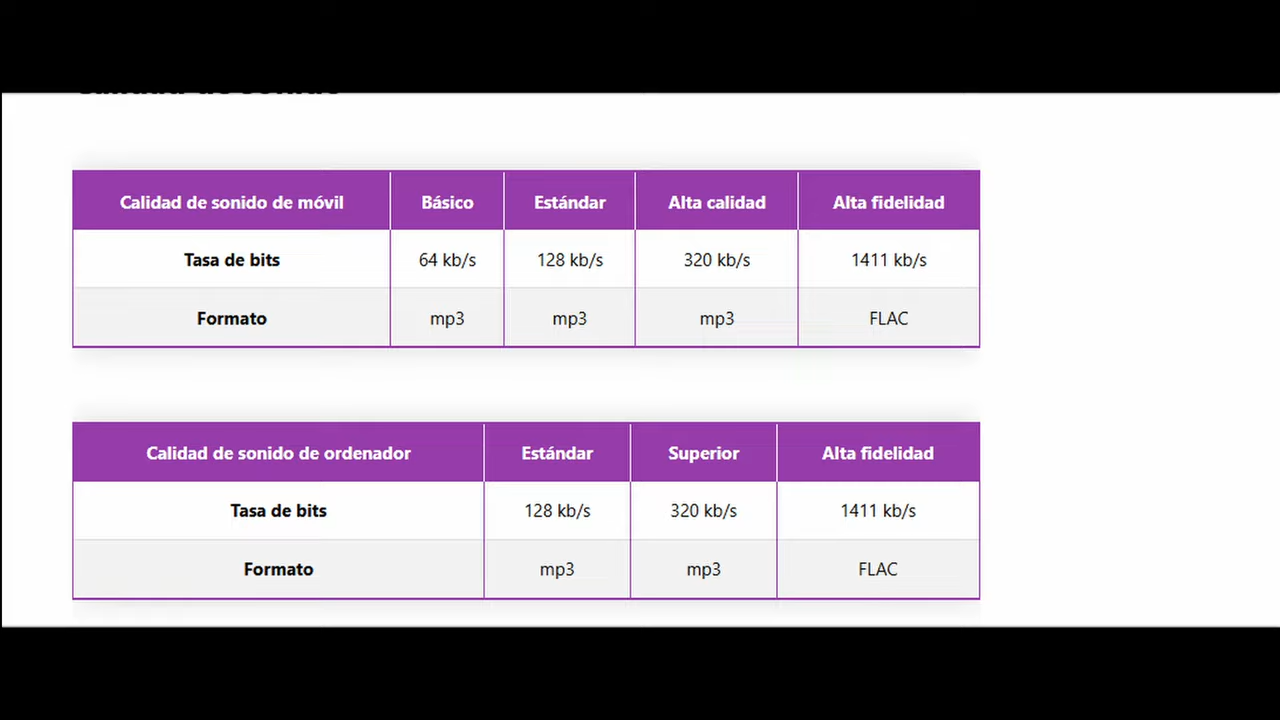 Calidad de sonido de móvil Básico Estándar Alta calidad Alta fidelidad
Tasa de bits 64 kb/s 128 kb/s 320 kb/s 1411 kb/s
Formato mp3 mp3 mp3 FLAC
Calidad de sonido de ordenador Estándar Superior Alta fidelidad
Tasa de bits 128 kb/s 320 kb/s 1411 kb/s
Formato mp3 mp3 FLAC